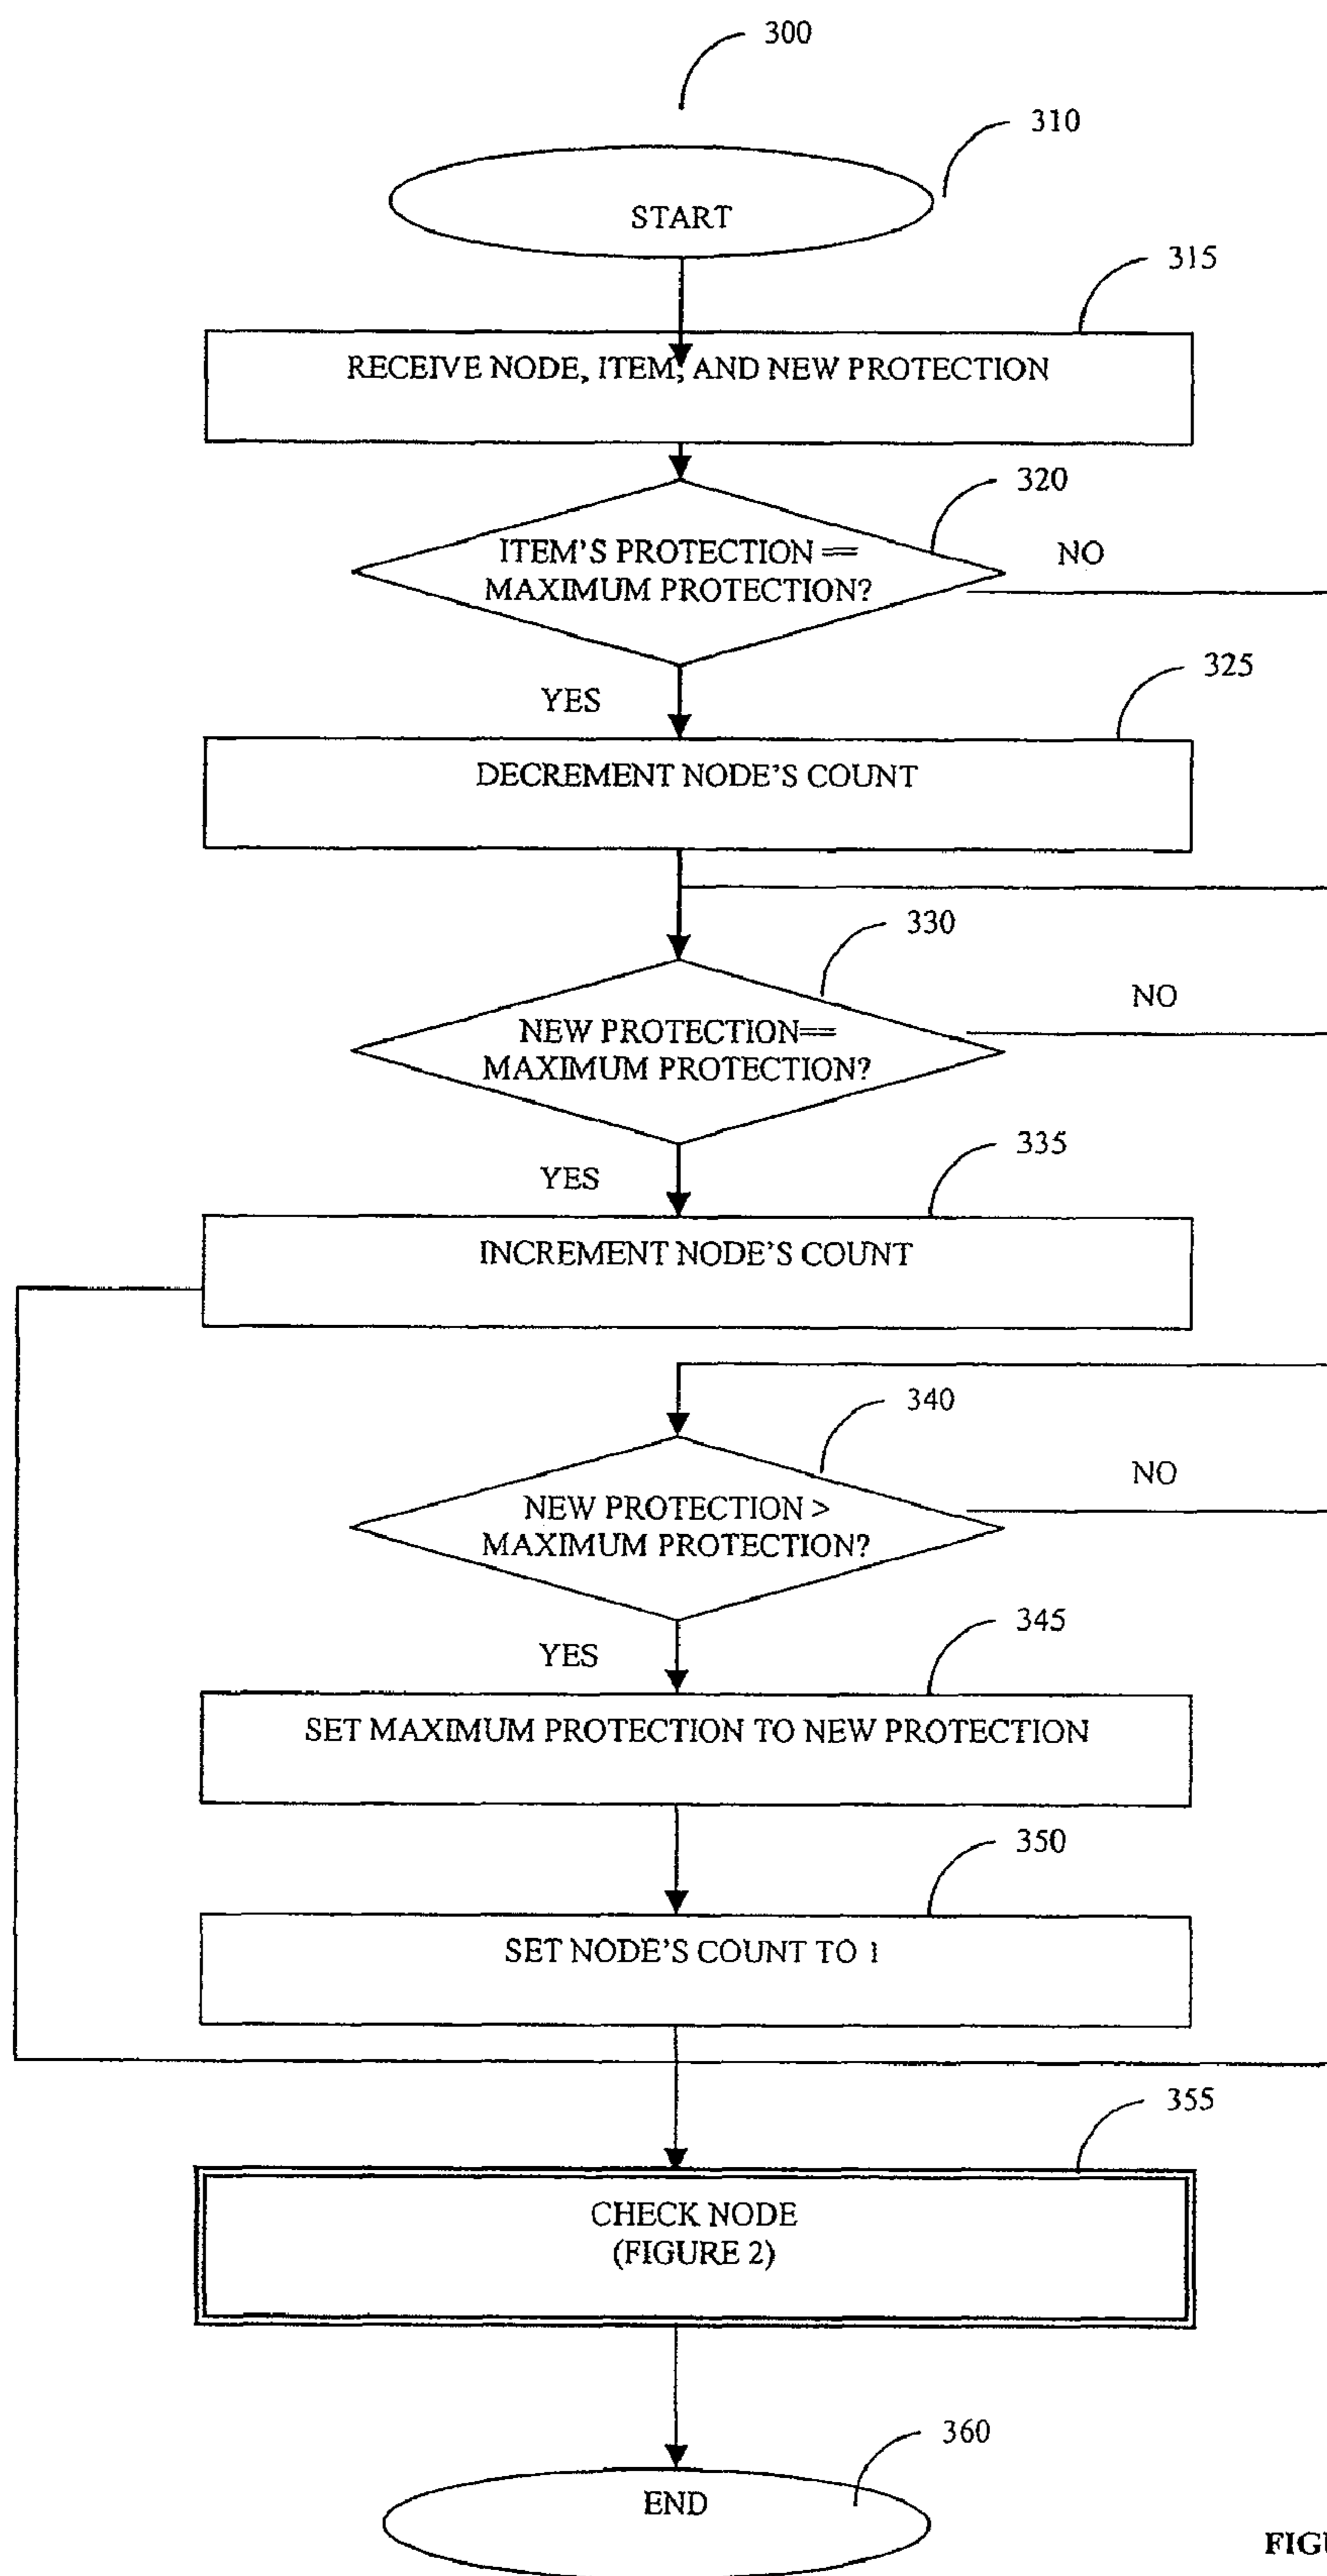 300
310
START
315
RECEIVE NODE, ITEM, AND NEW PROTECTION
320
ITEM'S PROTECTION ==
MAXIMUM PROTECTION?
NO
YES
325
DECREMENT NODE'S COUNT
330
NEW PROTECTION==
MAXIMUM PROTECTION?
NO
YES
335
INCREMENT NODE'S COUNT
340
NEW PROTECTION >
MAXIMUM PROTECTION?
NO
YES
345
SET MAXIMUM PROTECTION TO NEW PROTECTION
350
SET NODE'S COUNT TO 1
355
CHECK NODE
(FIGURE 2)
360
END